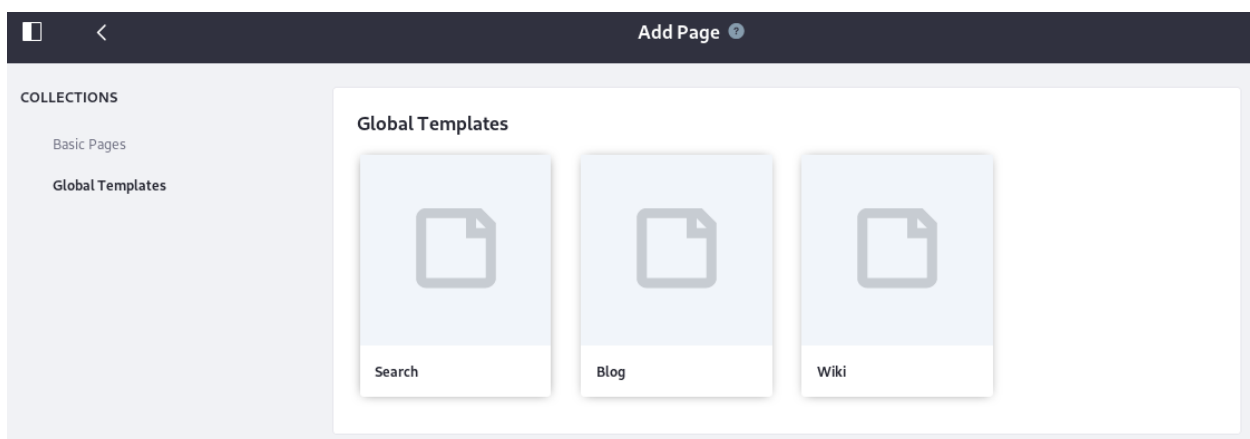 Add Page ?
COLLECTIONS
Basic Pages
Global Templates
Global Templates
Search
Blog
Wiki